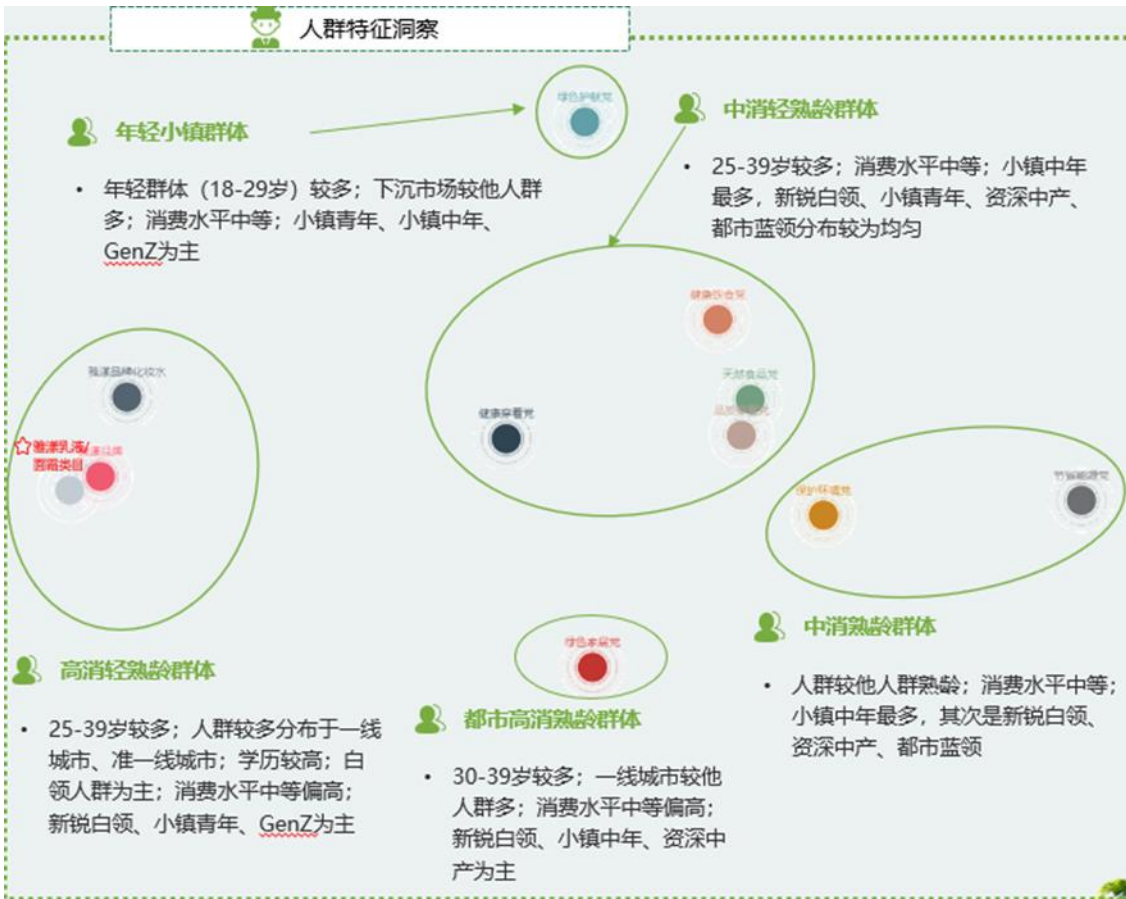 人群特征洞察
绿色护肤党
年轻小镇群体
• 年轻群体（18-29岁）较多；下沉市场较他人群
多；消费水平中等；小镇青年、小镇中年、
GenZ为主
中消轻熟龄群体
• 25-39岁较多；消费水平中等；小镇中年
最多，新锐白领、小镇青年、资深中产、
都市蓝领分布较为均匀
健康饮食党
天然食品党
健康穿着党
雅漾品牌化妆水
雅漾乳液/
面霜类目
保护环境党
节省能源党
绿色家居党
高消轻熟龄群体
• 25-39岁较多；人群较多分布于一线
城市、准一线城市；学历较高；白
领人群为主；消费水平中等偏高；
新锐白领、小镇青年、GenZ为主
都市高消熟龄群体
• 30-39岁较多；一线城市较他
人群多；消费水平中等偏高；
新锐白领、小镇中年、资深中
产为主
中消熟龄群体
• 人群较他人群熟龄；消费水平中等；
小镇中年最多，其次是新锐白领、
资深中产、都市蓝领